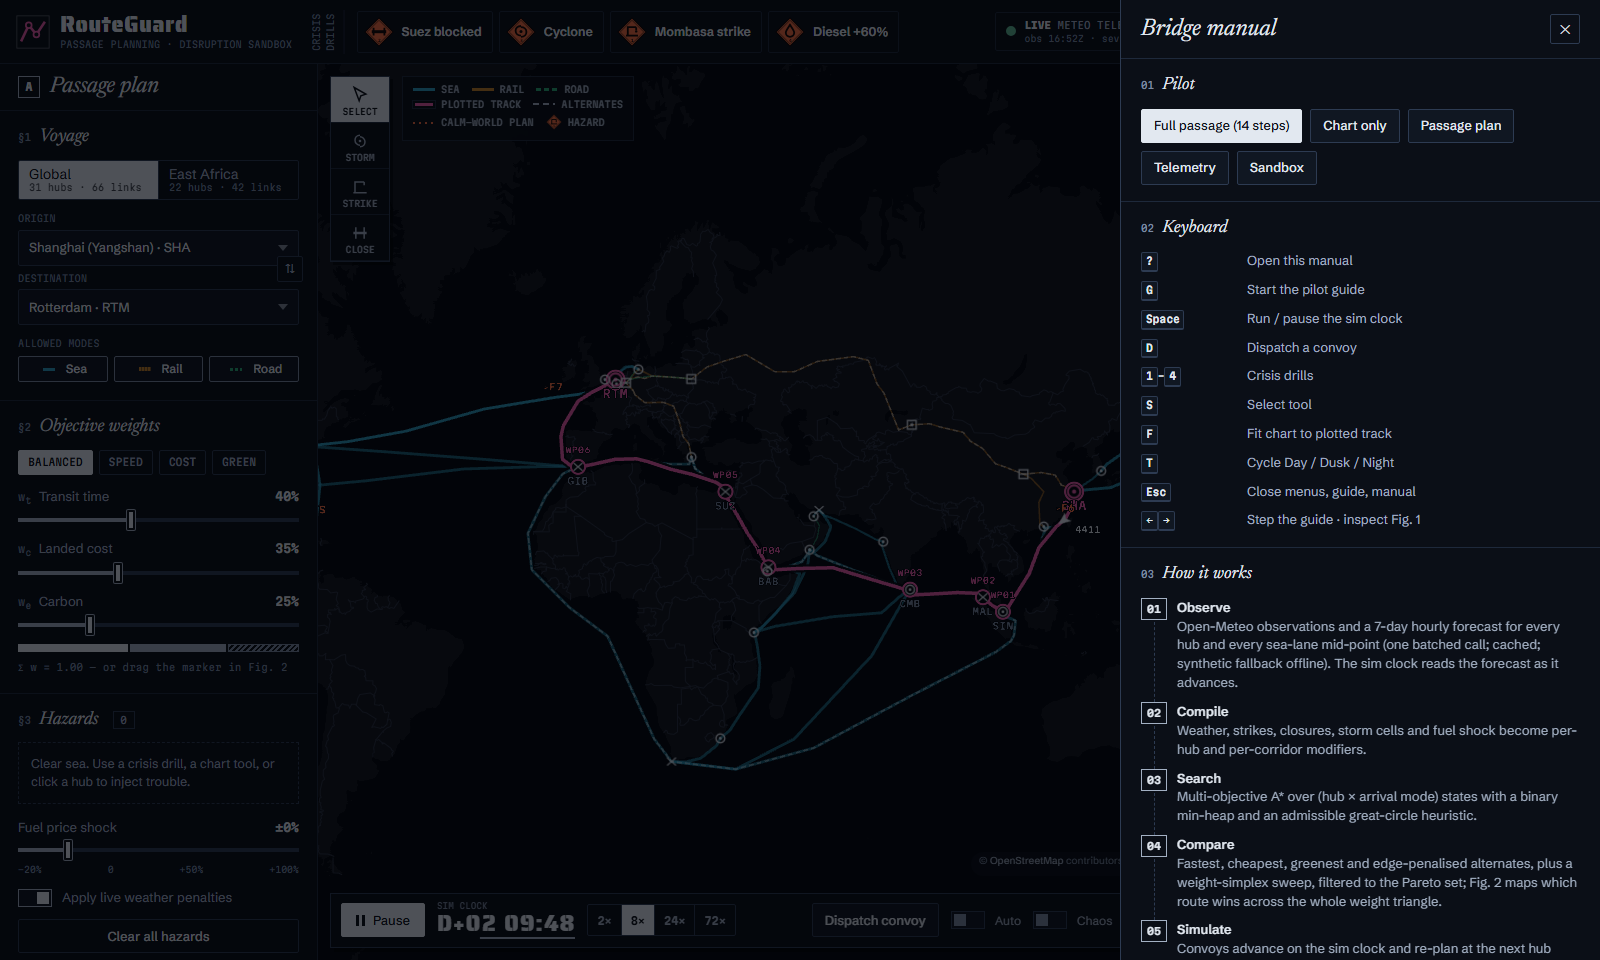 RouteGuard
PASSAGE PLANNING · DISRUPTION SANDBOX
CRISIS
DRILLS
Suez blocked
Cyclone
Mombasa strike
Diesel +60%
LIVE METEO TELE
obs 16:52Z · sev
A Passage plan
§1 Voyage
Global
31 hubs · 66 links
East Africa
22 hubs · 42 links
ORIGIN
Shanghai (Yangshan) · SHA
DESTINATION
Rotterdam · RTM
ALLOWED MODES
Sea
Rail
Road
§2 Objective weights
BALANCED
SPEED
COST
GREEN
wt Transit time 40%
wc Landed cost 35%
we Carbon 25%
Σ w = 1.00 — or drag the marker in Fig. 2
§3 Hazards 0
Clear sea. Use a crisis drill, a chart tool, or
click a hub to inject trouble.
Fuel price shock ±0%
−20% 0 +50% +100%
Apply live weather penalties
Clear all hazards
SELECT
STORM
STRIKE
CLOSE
SEA RAIL ROAD
PLOTTED TRACK ALTERNATES
CALM-WORLD PLAN HAZARD
RTM
WP06
GIB
WP05
WP04
BAB
WP03
CMB
WP02
MAL
WP01
SIN
SHA
4411
© OpenStreetMap contributors
Pause
SIM CLOCK
D+02 09:48
2×
8×
24×
72×
Dispatch convoy
Auto
Chaos
Bridge manual
01 Pilot
Full passage (14 steps)
Chart only
Passage plan
Telemetry
Sandbox
02 Keyboard
? Open this manual
G Start the pilot guide
Space Run / pause the sim clock
D Dispatch a convoy
1 – 4 Crisis drills
S Select tool
F Fit chart to plotted track
T Cycle Day / Dusk / Night
Esc Close menus, guide, manual
← → Step the guide · inspect Fig. 1
03 How it works
01 Observe
Open-Meteo observations and a 7-day hourly forecast for every
hub and every sea-lane mid-point (one batched call; cached;
synthetic fallback offline). The sim clock reads the forecast as it
advances.
02 Compile
Weather, strikes, closures, storm cells and fuel shock become per-
hub and per-corridor modifiers.
03 Search
Multi-objective A* over (hub × arrival mode) states with a binary
min-heap and an admissible great-circle heuristic.
04 Compare
Fastest, cheapest, greenest and edge-penalised alternates, plus a
weight-simplex sweep, filtered to the Pareto set; Fig. 2 maps which
route wins across the whole weight triangle.
05 Simulate
Convoys advance on the sim clock and re-plan at the next hub